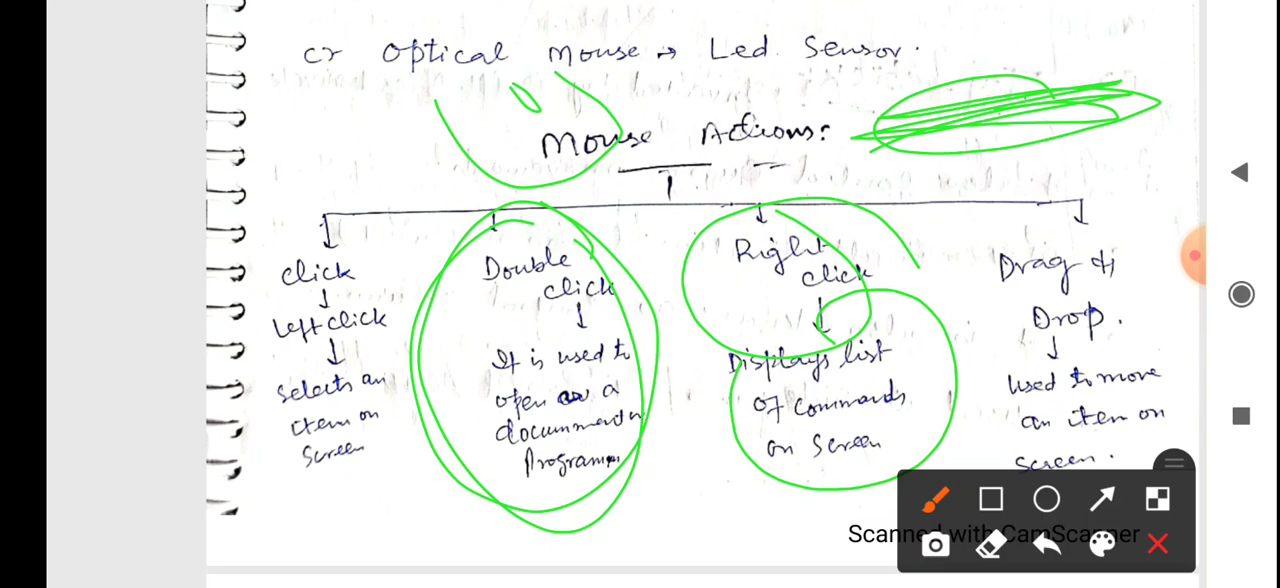 Cr Optical Mouse → Led Sensor.
Mouse Actions:
Click
Left click
Selects an
item on
Screen
Double
click
It is used to
open a
document
Program
Right
click
Displays list
of Commands
on Screen
Drag &
Drop.
Used to move
an item on
screen.
Scanned with CamScanner